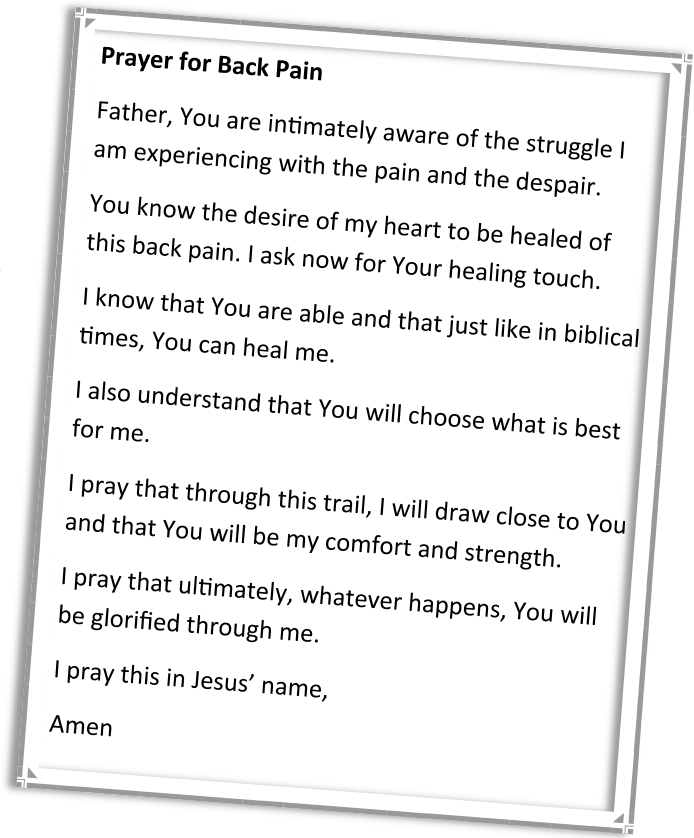 Prayer for Back Pain
Father, You are intimately aware of the struggle I
am experiencing with the pain and the despair.
You know the desire of my heart to be healed of
this back pain. I ask now for Your healing touch.
I know that You are able and that just like in biblical
times, You can heal me.
I also understand that You will choose what is best
for me.
I pray that through this trail, I will draw close to You
and that You will be my comfort and strength.
I pray that ultimately, whatever happens, You will
be glorified through me.
I pray this in Jesus’ name,
Amen